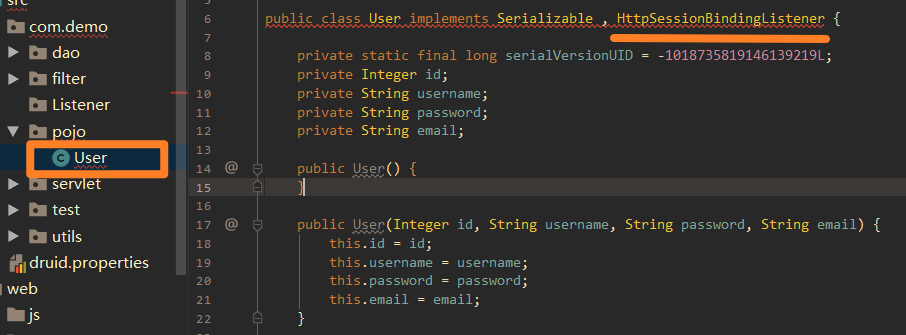 src
com.demo
dao
filter
Listener
pojo
User
servlet
test
utils
druid.properties
web
js
5
6 public class User implements Serializable , HttpSessionBindingListener {
7
8 private static final long serialVersionUID = -1018735819146139219L;
9 private Integer id;
10 private String username;
11 private String password;
12 private String email;
13
14 @ public User() {
15 }
16
17 @ public User(Integer id, String username, String password, String email) {
18 this.id = id;
19 this.username = username;
20 this.password = password;
21 this.email = email;
22 }